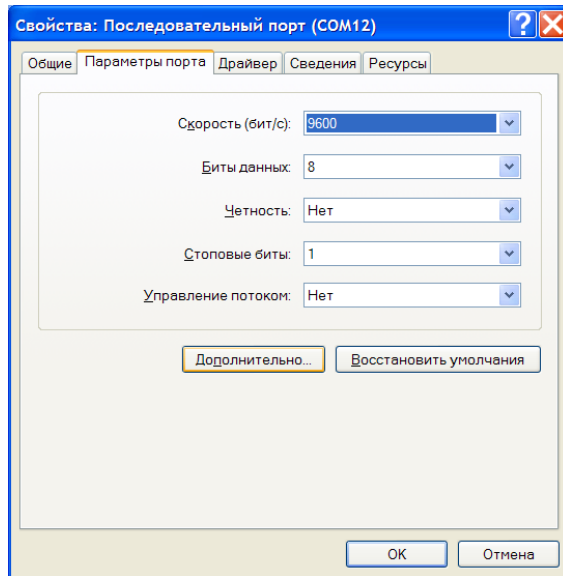 Свойства: Последовательный порт (COM12)
Общие Параметры порта Драйвер Сведения Ресурсы
Скорость (бит/с): 9600
Биты данных: 8
Четность: Нет
Стоповые биты: 1
Управление потоком: Нет
Дополнительно... Восстановить умолчания
OK Отмена